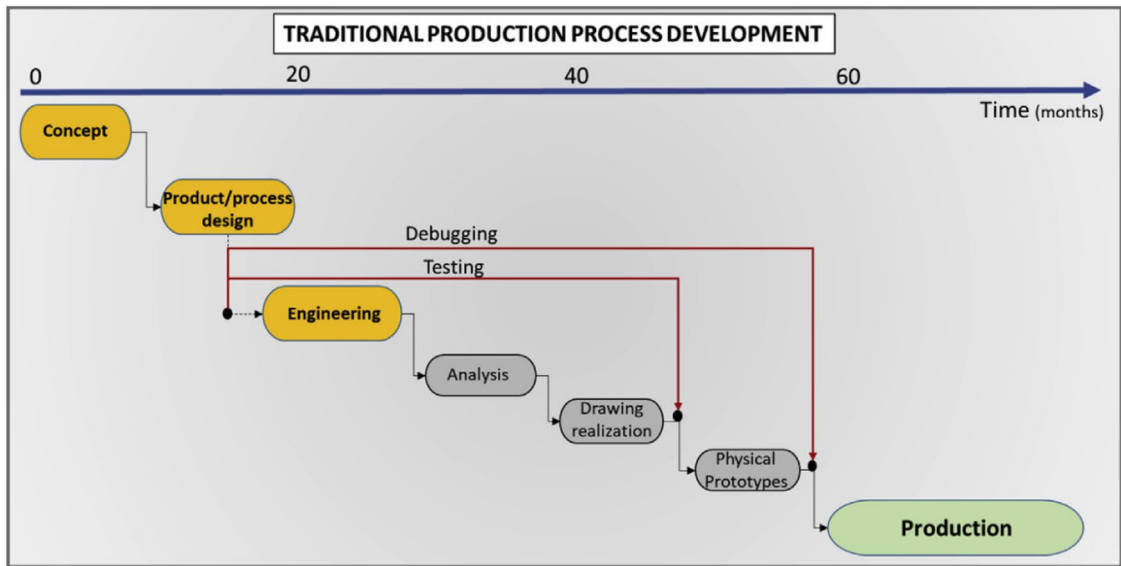 TRADITIONAL PRODUCTION PROCESS DEVELOPMENT
0 20 40 60
Time (months)
Concept
Product/process
design
Debugging
Testing
Engineering
Analysis
Drawing
realization
Physical
Prototypes
Production